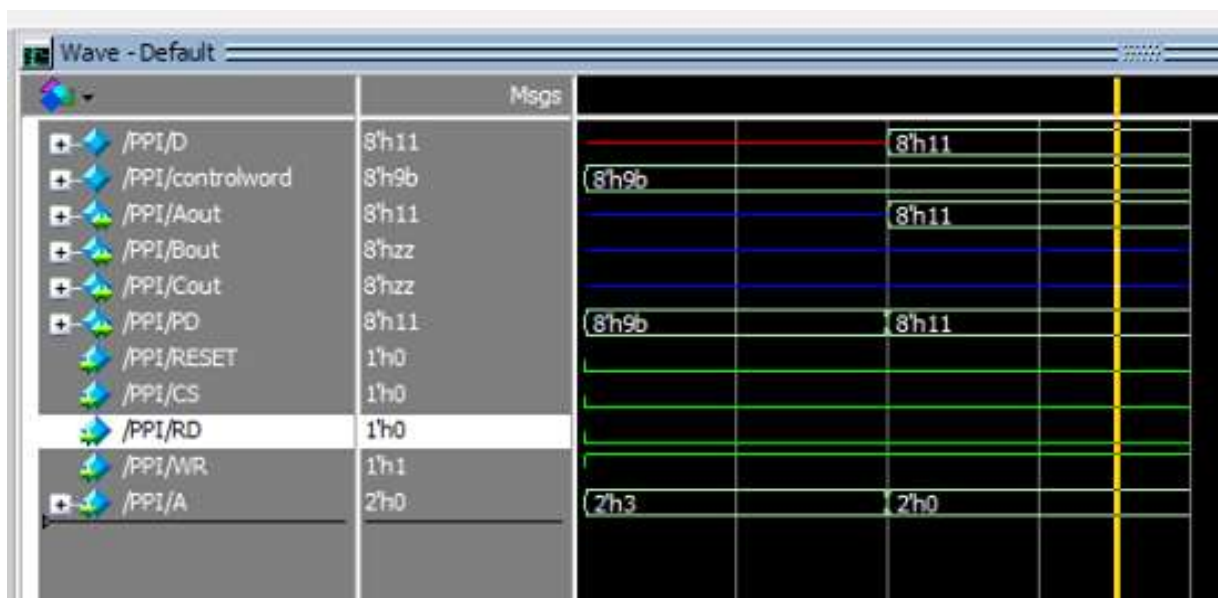 Wave - Default
Msgs
/PPI/D 8'h11 8'h11
/PPI/controlword 8'h9b 8'h9b
/PPI/Aout 8'h11 8'h11
/PPI/Bout 8'hzz
/PPI/Cout 8'hzz
/PPI/PD 8'h11 8'h9b 8'h11
/PPI/RESET 1'h0
/PPI/CS 1'h0
/PPI/RD 1'h0
/PPI/WR 1'h1
/PPI/A 2'h0 2'h3 2'h0